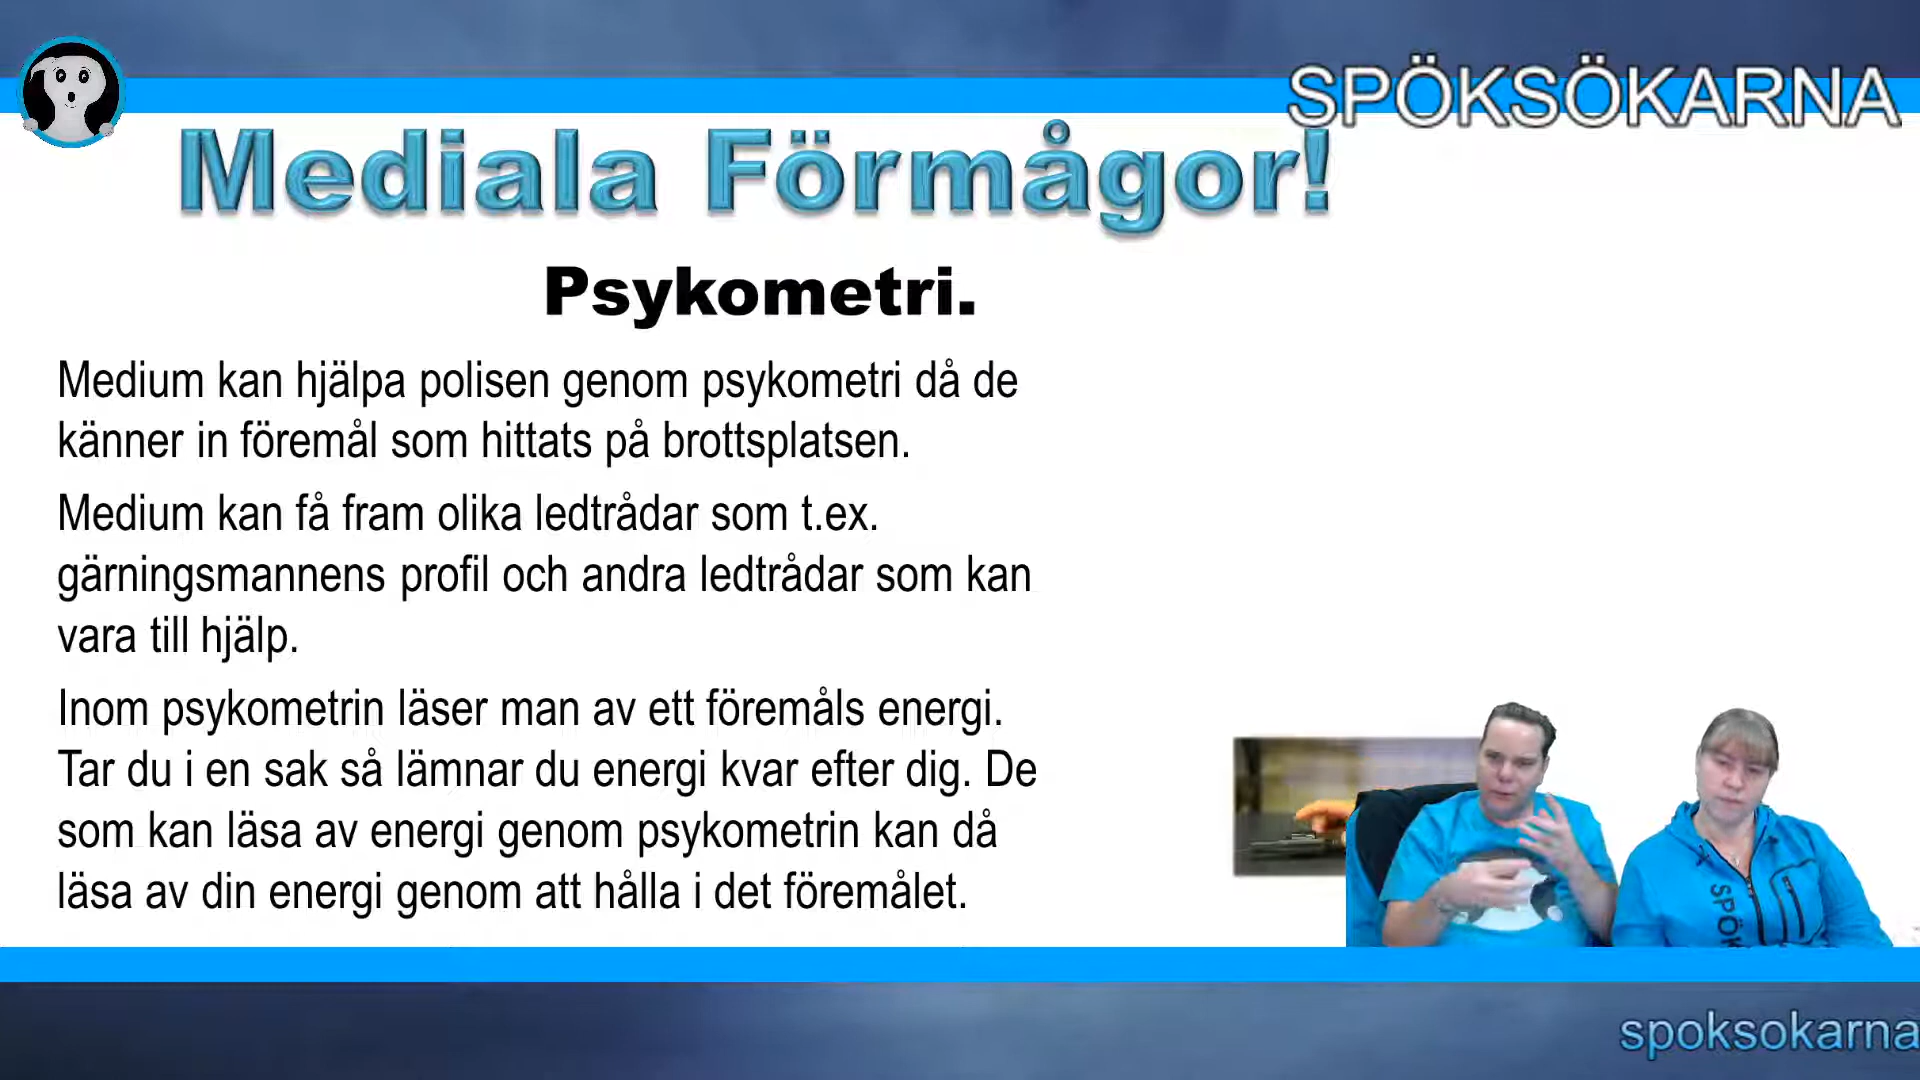 SPÖKSÖKARNA
Mediala Förmågor!
Psykometri.
Medium kan hjälpa polisen genom psykometri då de
känner in föremål som hittats på brottsplatsen.
Medium kan få fram olika ledtrådar som t.ex.
gärningsmannens profil och andra ledtrådar som kan
vara till hjälp.
Inom psykometrin läser man av ett föremåls energi.
Tar du i en sak så lämnar du energi kvar efter dig. De
som kan läsa av energi genom psykometrin kan då
läsa av din energi genom att hålla i det föremålet.
SPÖK
spoksokarna